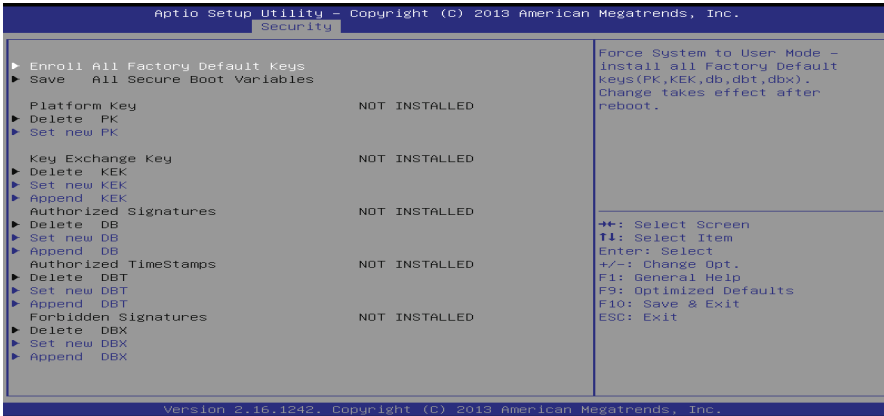 Aptio Setup Utility – Copyright (C) 2013 American Megatrends, Inc.
Security
▶ Enroll All Factory Default Keys
▶ Save All Secure Boot Variables
Platform Key NOT INSTALLED
▶ Delete PK
▶ Set new PK
Key Exchange Key NOT INSTALLED
▶ Delete KEK
▶ Set new KEK
▶ Append KEK
Authorized Signatures NOT INSTALLED
▶ Delete DB
▶ Set new DB
▶ Append DB
Authorized TimeStamps NOT INSTALLED
▶ Delete DBT
▶ Set new DBT
▶ Append DBT
Forbidden Signatures NOT INSTALLED
▶ Delete DBX
▶ Set new DBX
▶ Append DBX
Force System to User Mode –
install all Factory Default
keys(PK,KEK,db,dbt,dbx).
Change takes effect after
reboot.
→←: Select Screen
↑↓: Select Item
Enter: Select
+/-: Change Opt.
F1: General Help
F9: Optimized Defaults
F10: Save & Exit
ESC: Exit
Version 2.16.1242. Copyright (C) 2013 American Megatrends, Inc.